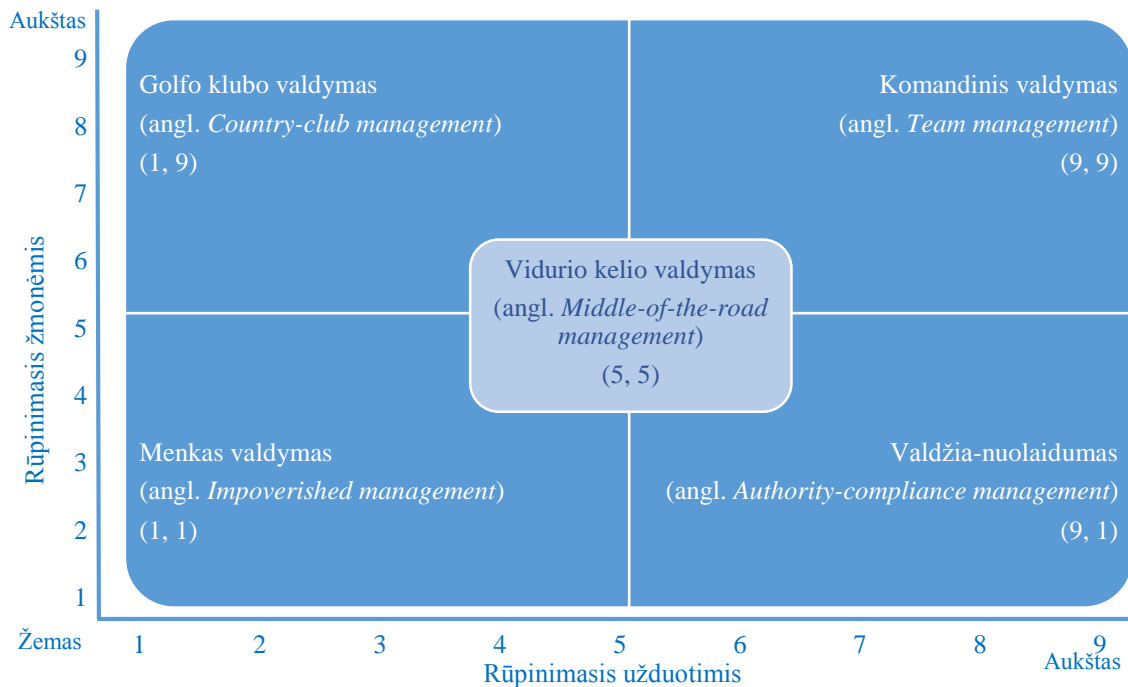 Aukštas
9
8
7
6
5
4
3
2
1
Rūpinimasis žmonėmis
Golfo klubo valdymas
(angl. Country-club management)
(1, 9)
Komandinis valdymas
(angl. Team management)
(9, 9)
Vidurio kelio valdymas
(angl. Middle-of-the-road
management)
(5, 5)
Menkas valdymas
(angl. Impoverished management)
(1, 1)
Valdžia-nuolaidumas
(angl. Authority-compliance management)
(9, 1)
Žemas
1 2 3 4 5 6 7 8 9
Rūpinimasis užduotimis
Aukštas